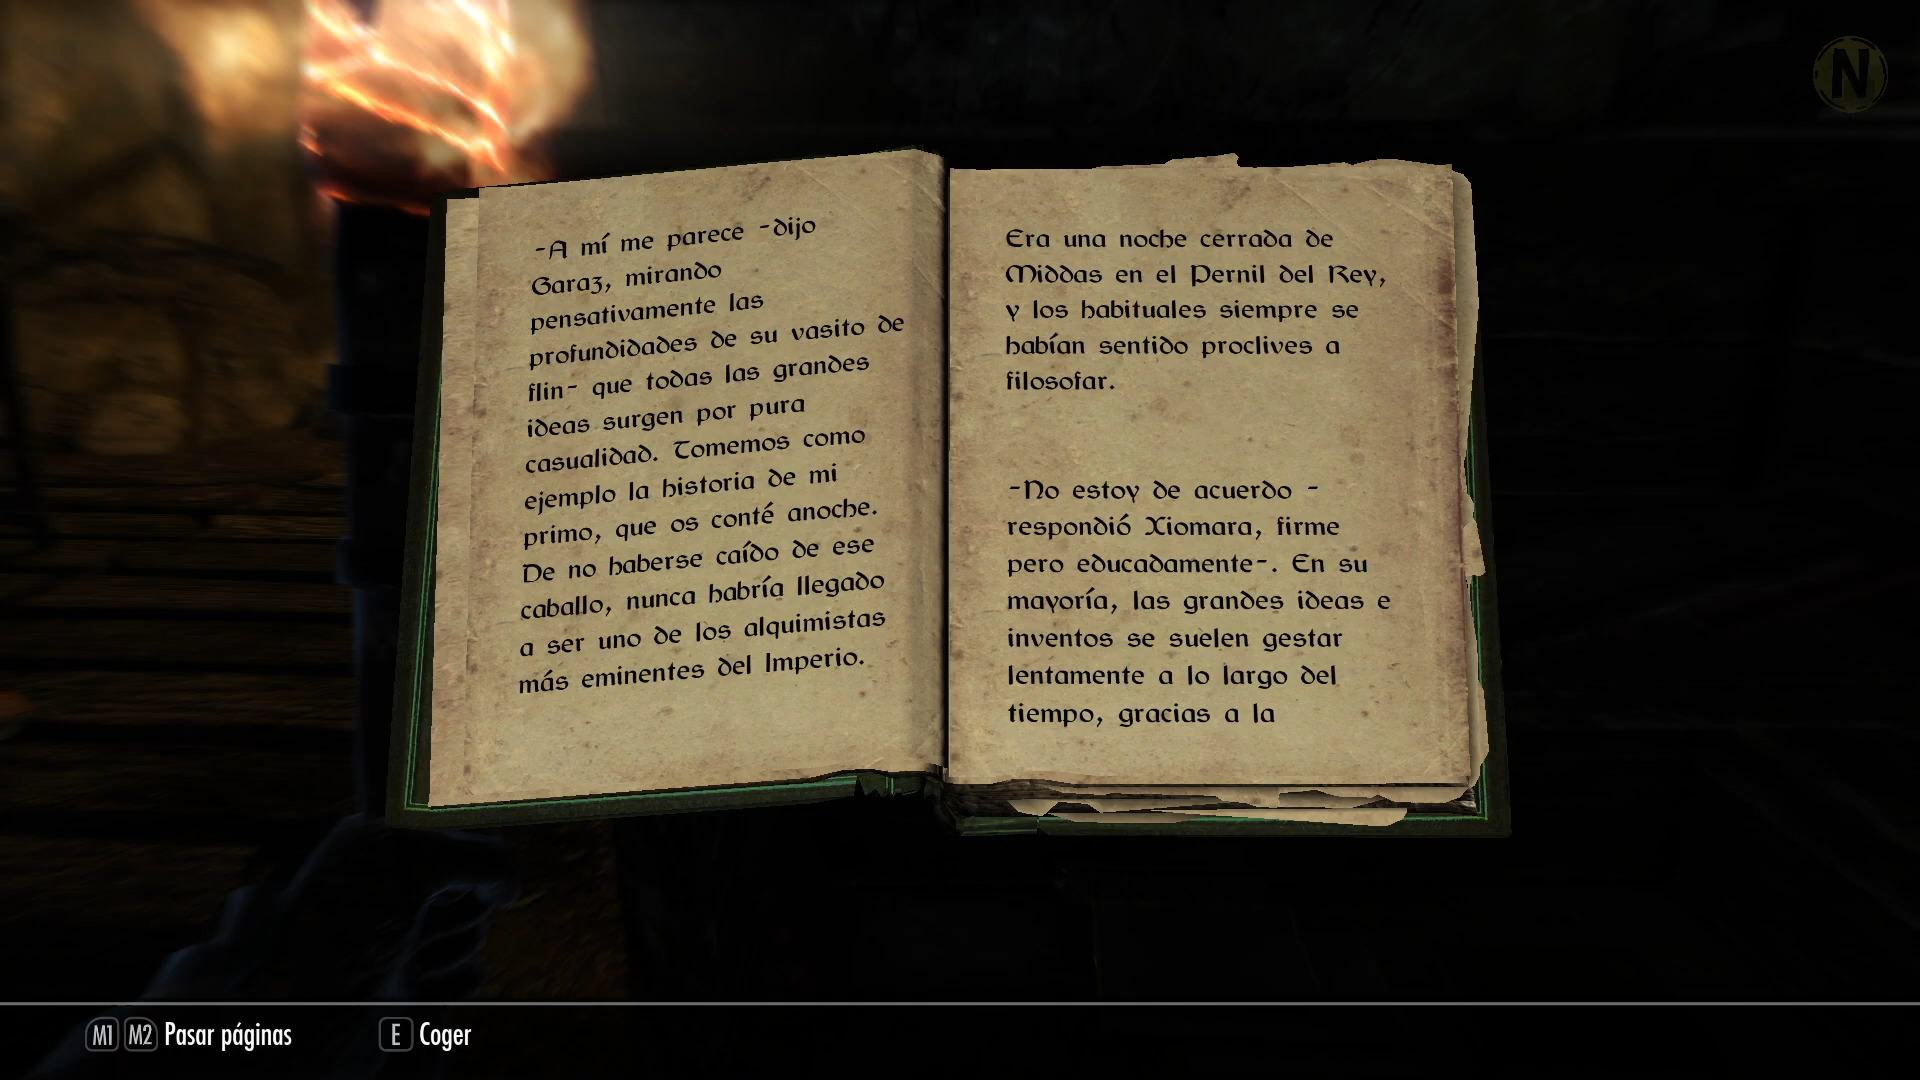 -A mí me parece -dijo
Garaz, mirando
pensativamente las
profundidades de su vasito de
flin- que todas las grandes
ideas surgen por pura
casualidad. Tomemos como
ejemplo la historia de mi
primo, que os conté anoche.
De no haberse caído de ese
caballo, nunca habría llegado
a ser uno de los alquimistas
más eminentes del Imperio.
Era una noche cerrada de
Middas en el Pernil del Rey,
y los habituales siempre se
habían sentido proclives a
filosofar.
-No estoy de acuerdo -
respondió Xiomara, firme
pero educadamente-. En su
mayoría, las grandes ideas e
inventos se suelen gestar
lentamente a lo largo del
tiempo, gracias a la
N
M1 M2 Pasar páginas
E Coger